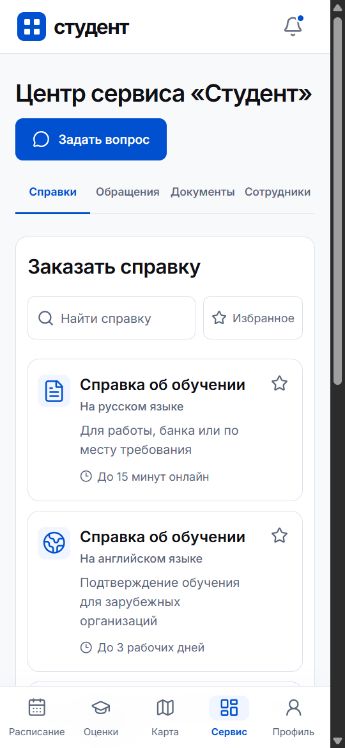 студент
Центр сервиса «Студент»
Задать вопрос
Справки Обращения Документы Сотрудники
Заказать справку
Найти справку Избранное
Справка об обучении
На русском языке
Для работы, банка или по
месту требования
До 15 минут онлайн
Справка об обучении
На английском языке
Подтверждение обучения
для зарубежных
организаций
До 3 рабочих дней
Расписание Оценки Карта Сервис Профиль